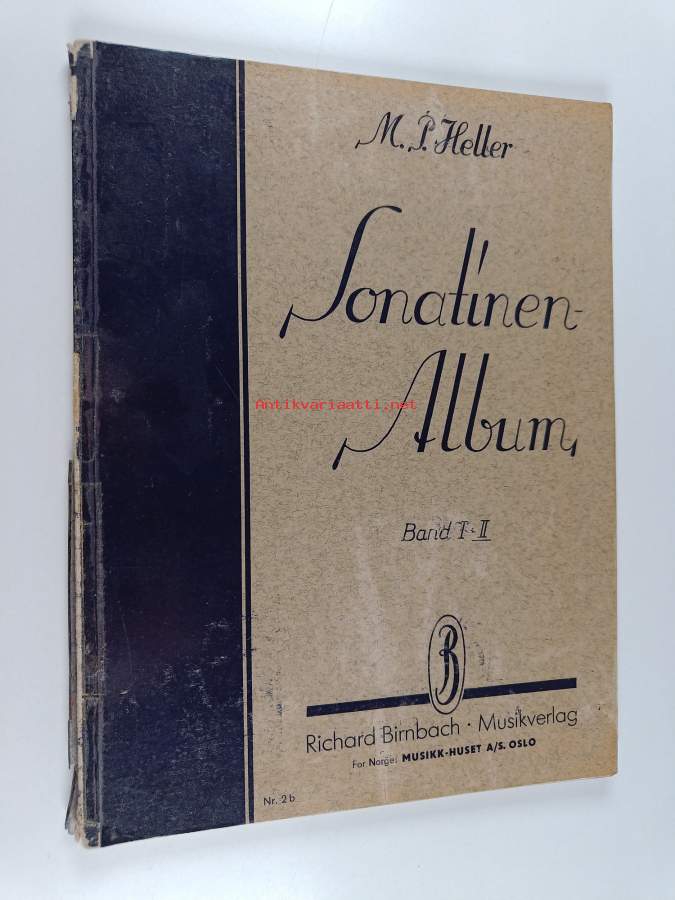 M. P. Heller
Sonatinen-
Antikvariaatti.net
Album
Band I-II
B
Richard Birnbach · Musikverlag
For Norge: MUSIKK-HUSET A/S. OSLO
Nr. 2b